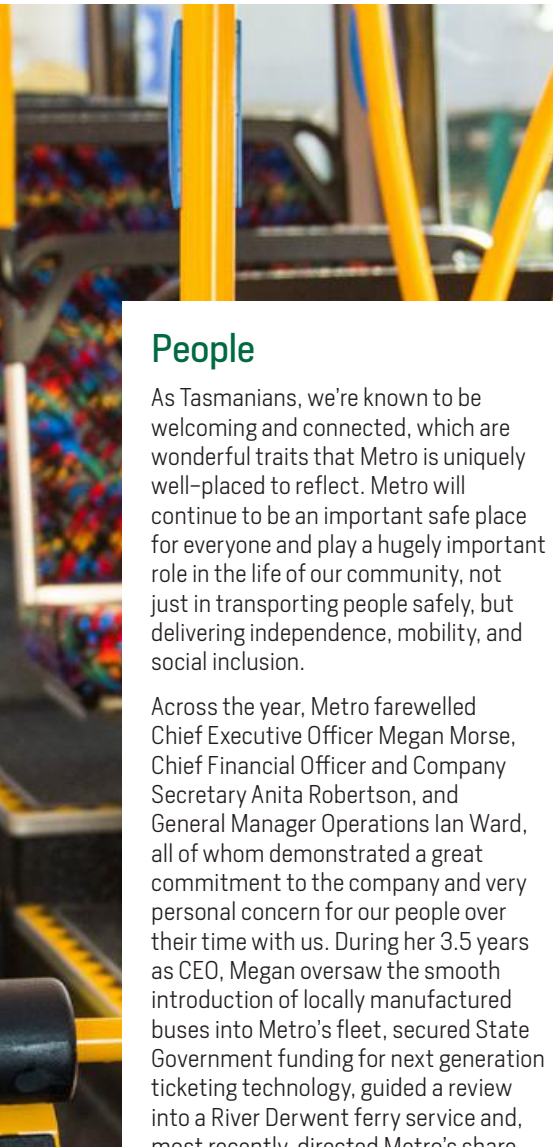 People
As Tasmanians, we're known to be
welcoming and connected, which are
wonderful traits that Metro is uniquely
well-placed to reflect. Metro will
continue to be an important safe place
for everyone and play a hugely important
role in the life of our community, not
just in transporting people safely, but
delivering independence, mobility, and
social inclusion.
Across the year, Metro farewelled
Chief Executive Officer Megan Morse,
Chief Financial Officer and Company
Secretary Anita Robertson, and
General Manager Operations Ian Ward,
all of whom demonstrated a great
commitment to the company and very
personal concern for our people over
their time with us. During her 3.5 years
as CEO, Megan oversaw the smooth
introduction of locally manufactured
buses into Metro's fleet, secured State
Government funding for next generation
ticketing technology, guided a review
into a River Derwent ferry service and,
most recently, directed Metro's share